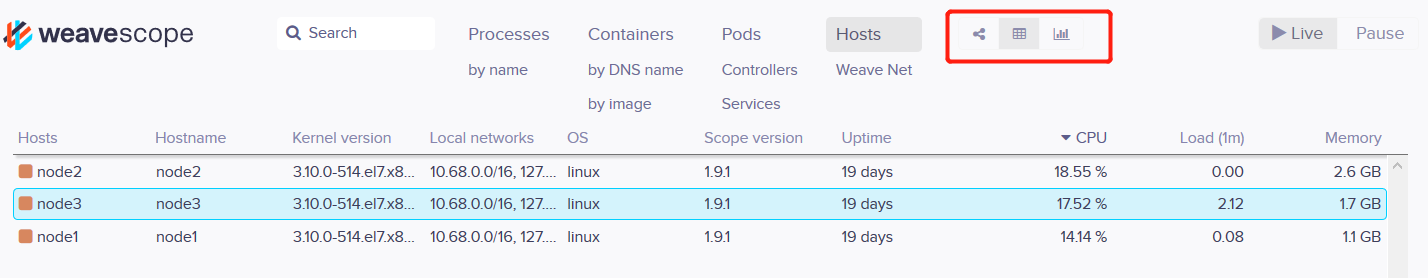 weavescope
Search
Processes Containers Pods Hosts
Live Pause
by name by DNS name Controllers Weave Net
by image Services
Hosts Hostname Kernel version Local networks OS Scope version Uptime CPU Load (1m) Memory
node2 node2 3.10.0-514.el7.x8... 10.68.0.0/16, 127.... linux 1.9.1 19 days 18.55 % 0.00 2.6 GB
node3 node3 3.10.0-514.el7.x8... 10.68.0.0/16, 127.... linux 1.9.1 19 days 17.52 % 2.12 1.7 GB
node1 node1 3.10.0-514.el7.x8... 10.68.0.0/16, 127.... linux 1.9.1 19 days 14.14 % 0.08 1.1 GB